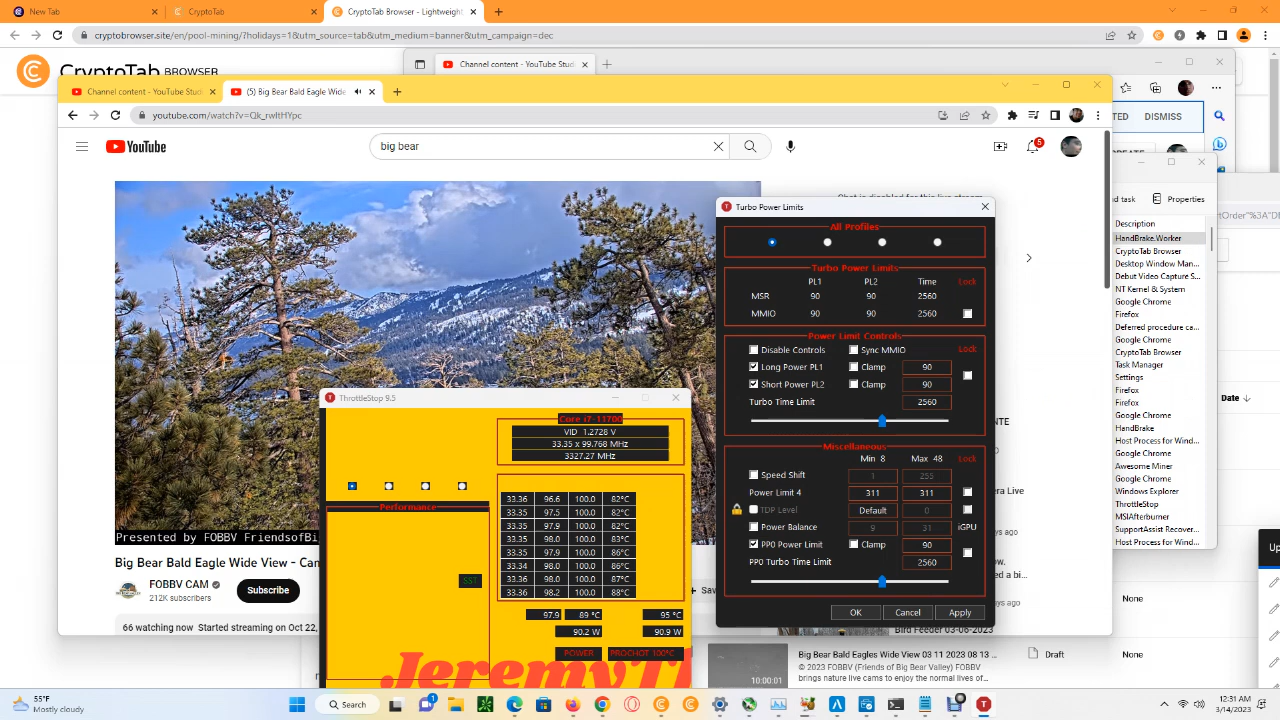 New Tab
CryptoTab
CryptoTab Browser - Lightweight
cryptobrowser.site/en/pool-mining/?holidays=1&utm_source=tab&utm_medium=banner&utm_campaign=dec
CryptoTab BROWSER
Channel content - YouTube Stud
Channel content - YouTube Studi
(5) Big Bear Bald Eagle Wide
youtube.com/watch?v=Qk_rwItHYpc
DISMISS
YouTube
big bear
5
Presented by FOBBV FriendsofBi
Big Bear Bald Eagle Wide View - Can
FOBBV CAM
212K subscribers
Subscribe
66 watching now Started streaming on Oct 22,
ThrottleStop 9.5
Core i7-11700
VID 1.2728 V
33.35 x 99.768 MHz
3327.27 MHz
33.36 96.6 100.0 82°C
33.35 97.5 100.0 82°C
33.35 97.9 100.0 82°C
33.35 98.0 100.0 83°C
33.35 97.9 100.0 86°C
33.34 98.0 100.0 86°C
33.36 98.0 100.0 87°C
33.36 98.2 100.0 88°C
Performance
SST
97.9 89 °C 95 °C
90.2 W 90.9 W
POWER PROCHOT 100°C
Turbo Power Limits
All Profiles
Turbo Power Limits
PL1 PL2 Time Lock
MSR 90 90 2560
MMIO 90 90 2560
Power Limit Controls
Disable Controls Sync MMIO Lock
Long Power PL1 Clamp 90
Short Power PL2 Clamp 90
Turbo Time Limit 2560
Miscellaneous
Min 8 Max 48 Lock
Speed Shift 1 255
Power Limit 4 311 311
TDP Level Default 0
Power Balance 9 31 iGPU
PP0 Power Limit Clamp 90
PP0 Turbo Time Limit 2560
OK Cancel Apply
nd task Properties
Description
HandBrake.Worker
CryptoTab Browser
Desktop Window Man...
Debut Video Capture S...
Google Chrome
NT Kernel & System
Firefox
Deferred procedure ca...
Google Chrome
CryptoTab Browser
Task Manager
Settings
Firefox
Google Chrome
Firefox
Google Chrome
HandBrake
Host Process for Wind...
Google Chrome
Awesome Miner
Windows Explorer
ThrottleStop
MSIAfterburner
SupportAssist Recover...
Host Process for Wind...
Date
None
None
Draft
Bird Feeder 03-06-2023
Big Bear Bald Eagles Wide View 03 11 2023 08 13 ...
© 2023 FOBBV (Friends of Big Bear Valley) FOBBV
brings nature live cams to enjoy the normal lives of...
10:00:01
55°F
Mostly cloudy
Search
1
12:31 AM
3/14/2023